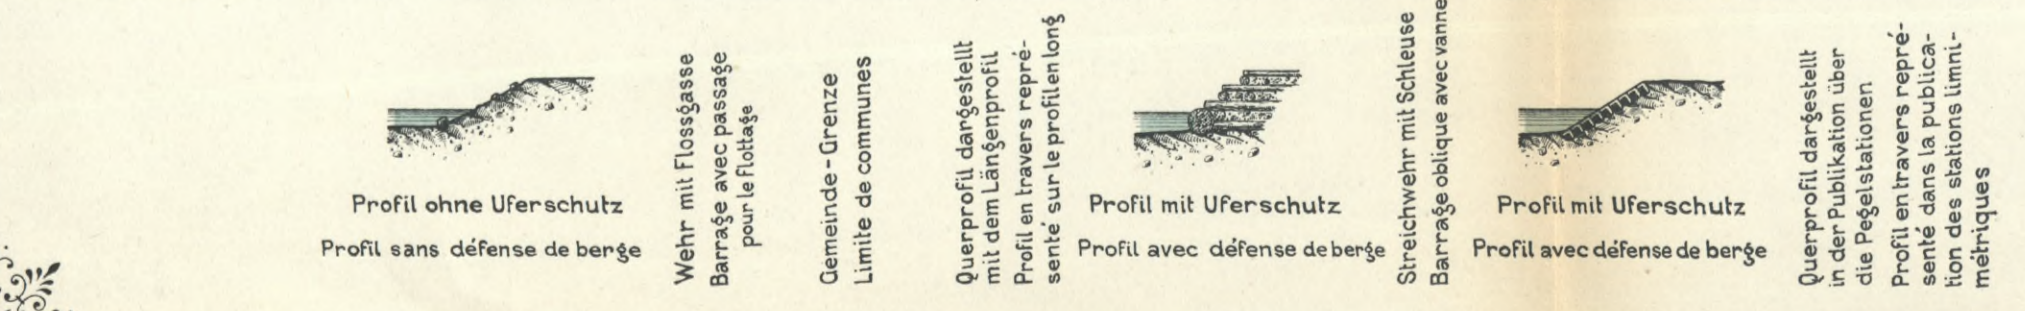 Profil ohne Uferschutz
Profil sans défense de berge
Wehr mit Flossgasse
Barrage avec passage
pour le flottage
Gemeinde-Grenze
Limite de communes
Querprofil dargestellt
mit dem Längenprofil
Profil en travers repré-
senté sur le profil en long
Profil mit Uferschutz
Profil avec défense de berge
Streichwehr mit Schleuse
Barrage oblique avec vanne
Profil mit Uferschutz
Profil avec défense de berge
Querprofil dargestellt
in der Publikation über
die Pegelstationen
Profil en travers repré-
senté dans la publica-
tion des stations limni-
métriques